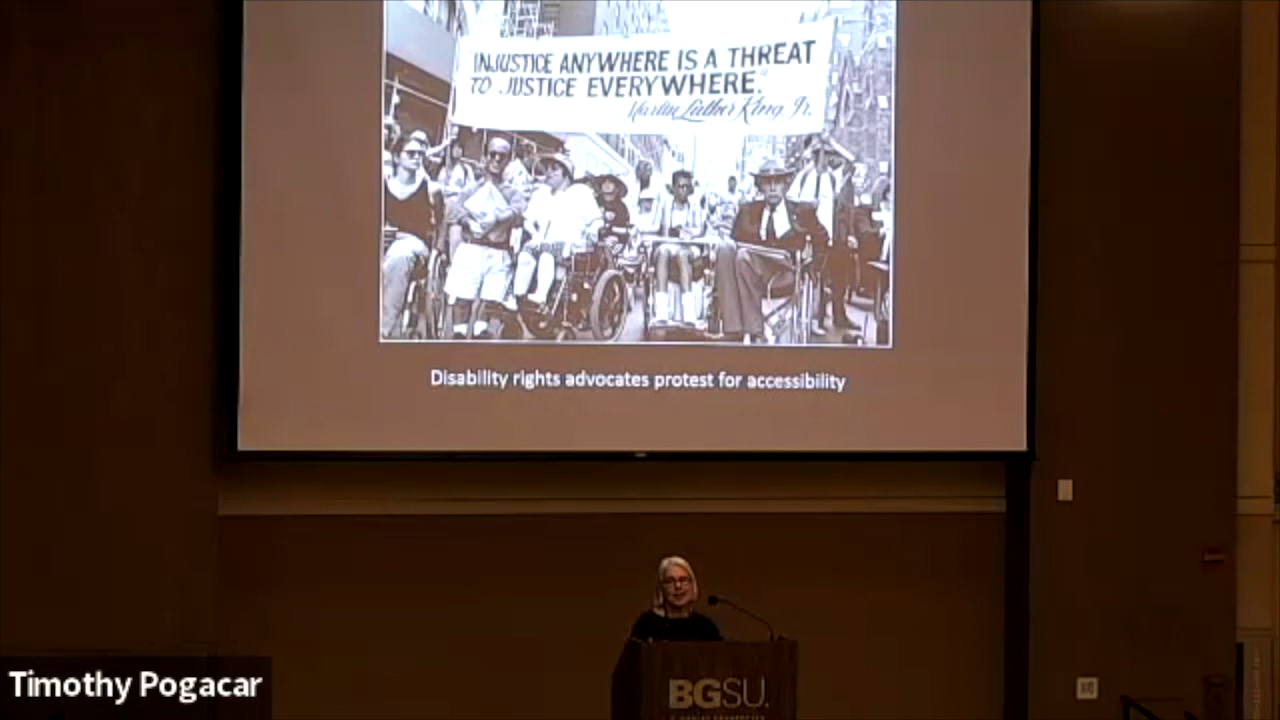 INJUSTICE ANYWHERE IS A THREAT
TO JUSTICE EVERYWHERE.
Martin Luther King Jr.
Disability rights advocates protest for accessibility
Timothy Pogacar
BGSU.